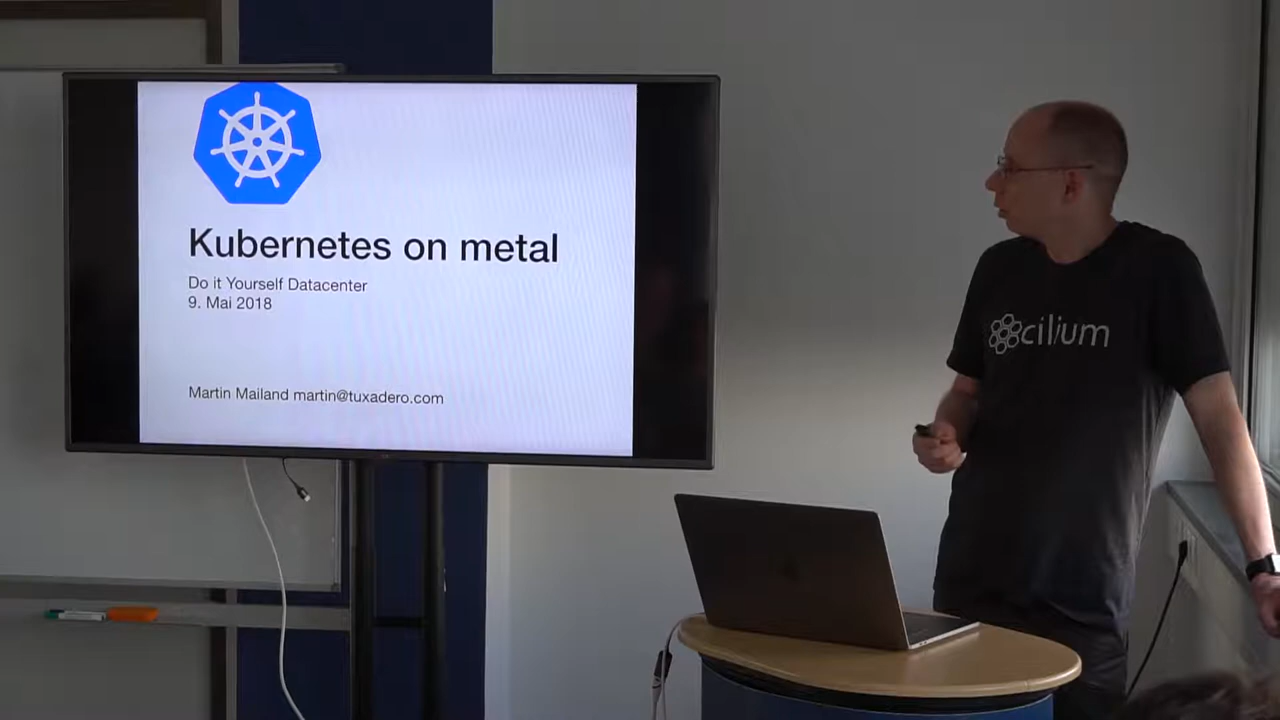 Kubernetes on metal
Do it Yourself Datacenter
9. Mai 2018
Martin Mailand martin@tuxadero.com
cilium